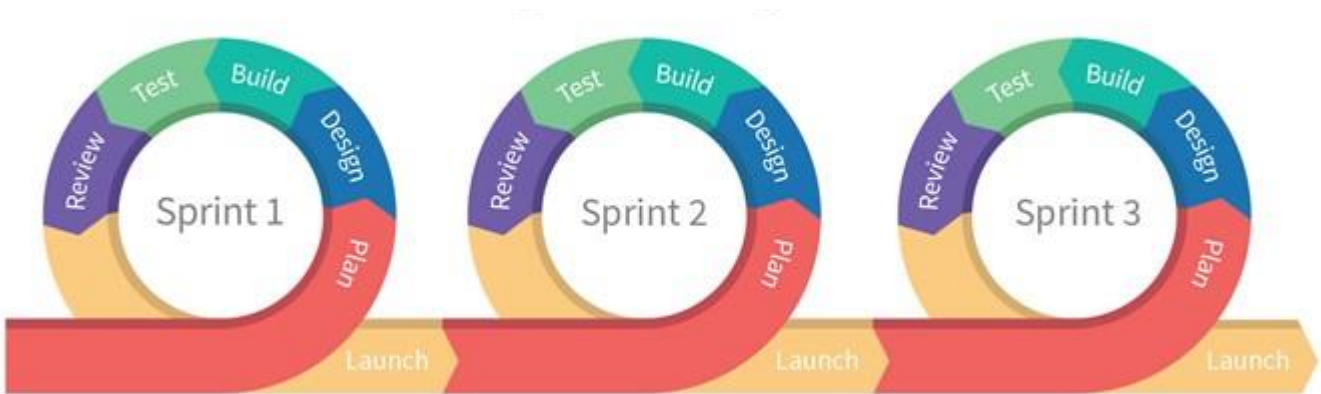 Test
Build
Design
Review
Sprint 1
Plan
Launch
Test
Build
Design
Review
Sprint 2
Plan
Launch
Test
Build
Design
Review
Sprint 3
Plan
Launch